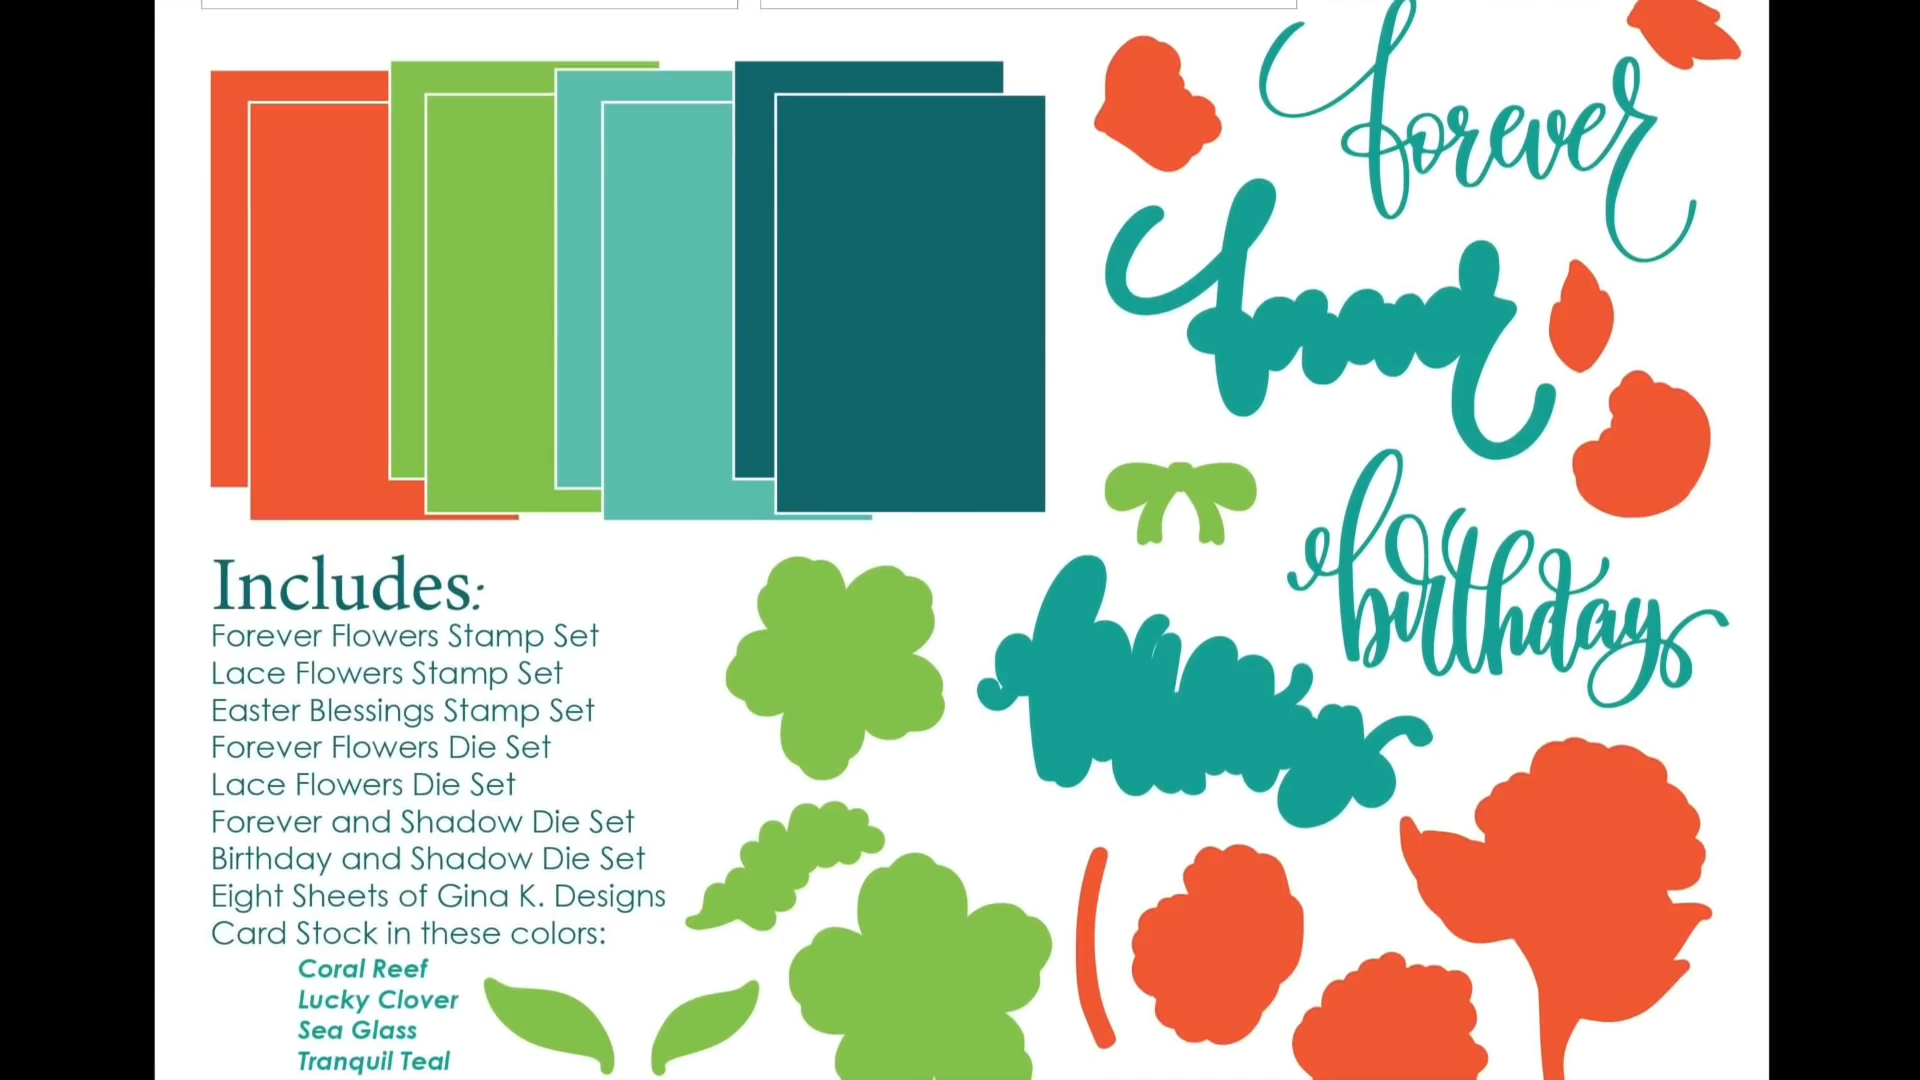 forever
birthday
Includes:
Forever Flowers Stamp Set
Lace Flowers Stamp Set
Easter Blessings Stamp Set
Forever Flowers Die Set
Lace Flowers Die Set
Forever and Shadow Die Set
Birthday and Shadow Die Set
Eight Sheets of Gina K. Designs
Card Stock in these colors:
Coral Reef
Lucky Clover
Sea Glass
Tranquil Teal